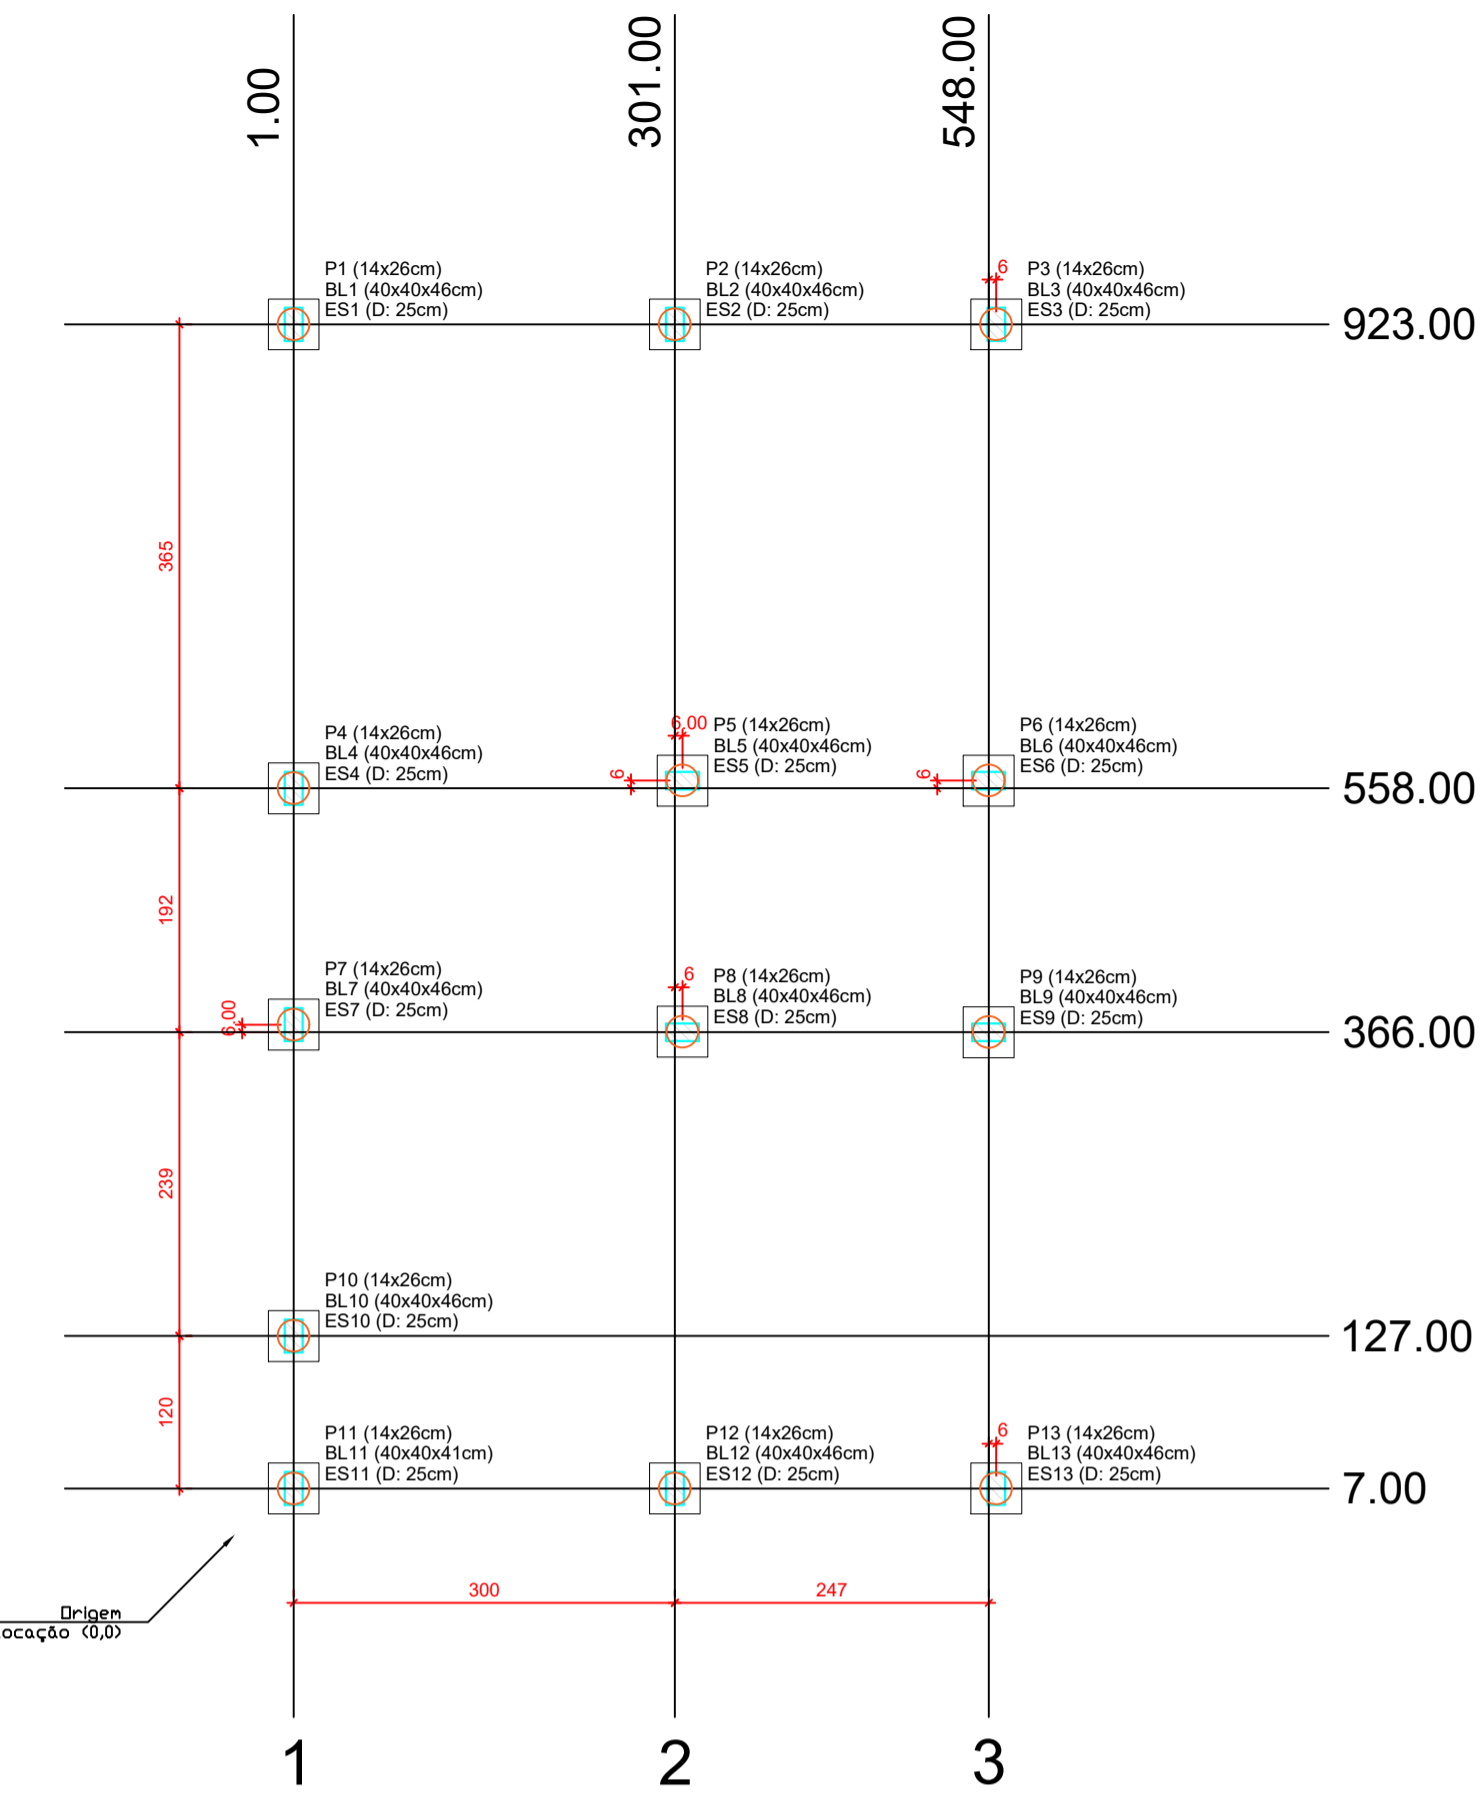 1.00
301.00
548.00
P1 (14x26cm)
BL1 (40x40x46cm)
ES1 (D: 25cm)
P2 (14x26cm)
BL2 (40x40x46cm)
ES2 (D: 25cm)
6
P3 (14x26cm)
BL3 (40x40x46cm)
ES3 (D: 25cm)
923.00
365
P4 (14x26cm)
BL4 (40x40x46cm)
ES4 (D: 25cm)
6,00
6
P5 (14x26cm)
BL5 (40x40x46cm)
ES5 (D: 25cm)
6
P6 (14x26cm)
BL6 (40x40x46cm)
ES6 (D: 25cm)
558.00
192
6,00
P7 (14x26cm)
BL7 (40x40x46cm)
ES7 (D: 25cm)
6
P8 (14x26cm)
BL8 (40x40x46cm)
ES8 (D: 25cm)
P9 (14x26cm)
BL9 (40x40x46cm)
ES9 (D: 25cm)
366.00
239
P10 (14x26cm)
BL10 (40x40x46cm)
ES10 (D: 25cm)
127.00
120
P11 (14x26cm)
BL11 (40x40x41cm)
ES11 (D: 25cm)
P12 (14x26cm)
BL12 (40x40x46cm)
ES12 (D: 25cm)
6
P13 (14x26cm)
BL13 (40x40x46cm)
ES13 (D: 25cm)
7.00
300
247
Origem
ocação (0,0)
1
2
3